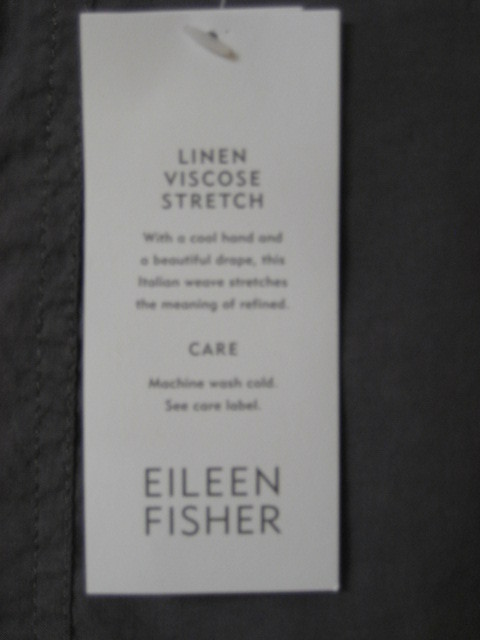 LINEN
VISCOSE
STRETCH
With a cool hand and
a beautiful drape, this
Italian weave stretches
the meaning of refined.
CARE
Machine wash cold.
See care label.
EILEEN
FISHER